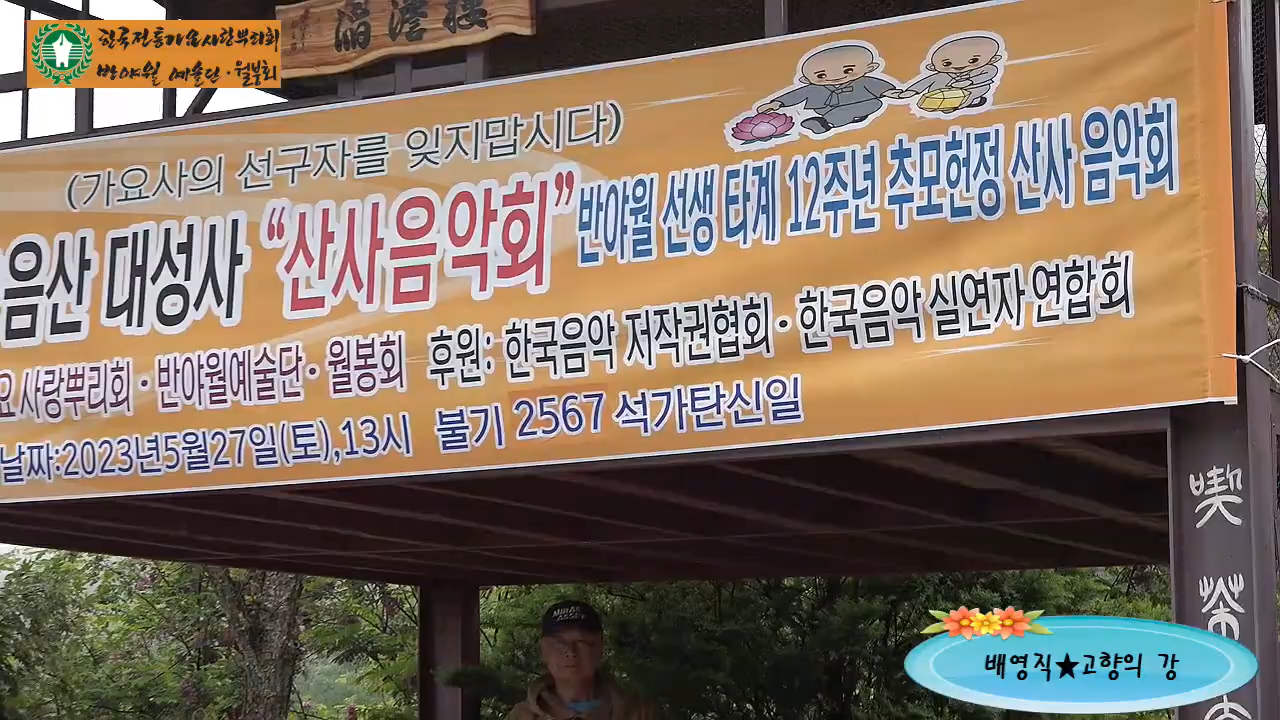 한국전통가요사랑뿌리회
반야월 예술단·월봉회
(가요사의 선구자를 잊지맙시다)
음산 대성사 “산사음악회” 반야월 선생 타계 12주년 추모헌정 산사 음악회
요 사랑뿌리회·반야월예술단·월봉회 후원: 한국음악 저작권협회·한국음악 실연자 연합회
날짜:2023년5월27일(토),13시 불기 2567 석가탄신일
喫
茶
MIRAE
ASSET
배영직★고향의 강